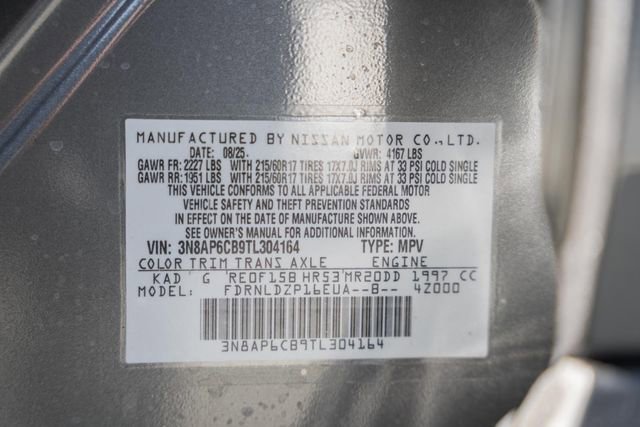 MANUFACTURED BY NISSAN MOTOR CO.,LTD.
DATE: 08/25 GVWR: 4167 LBS
GAWR FR: 2227 LBS WITH 215/60R17 TIRES 17X7.0J RIMS AT 33 PSI COLD SINGLE
GAWR RR: 1951 LBS WITH 215/60R17 TIRES 17X7.0J RIMS AT 33 PSI COLD SINGLE
THIS VEHICLE CONFORMS TO ALL APPLICABLE FEDERAL MOTOR
VEHICLE SAFETY AND THEFT PREVENTION STANDARDS
IN EFFECT ON THE DATE OF MANUFACTURE SHOWN ABOVE.
SEE OWNER'S MANUAL FOR ADDITIONAL INFORMATION.
VIN: 3N8AP6CB9TL304164 TYPE: MPV
COLOR TRIM TRANS AXLE ENGINE
KAD G RE0F15B HR53 MR20DD 1997 CC
MODEL: FDRNLDZP16EUA--B-- 4Z000
3N8AP6CB9TL304164